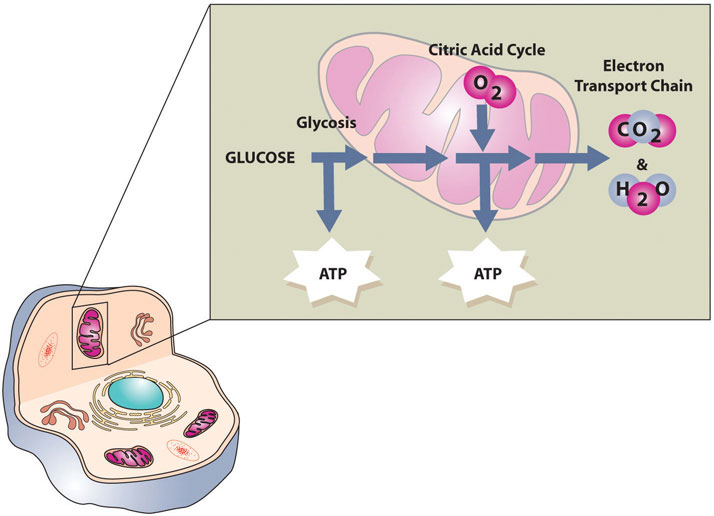 Citric Acid Cycle
O2
Electron
Transport Chain
Glycosis
GLUCOSE
CO2
&
H2O
ATP
ATP